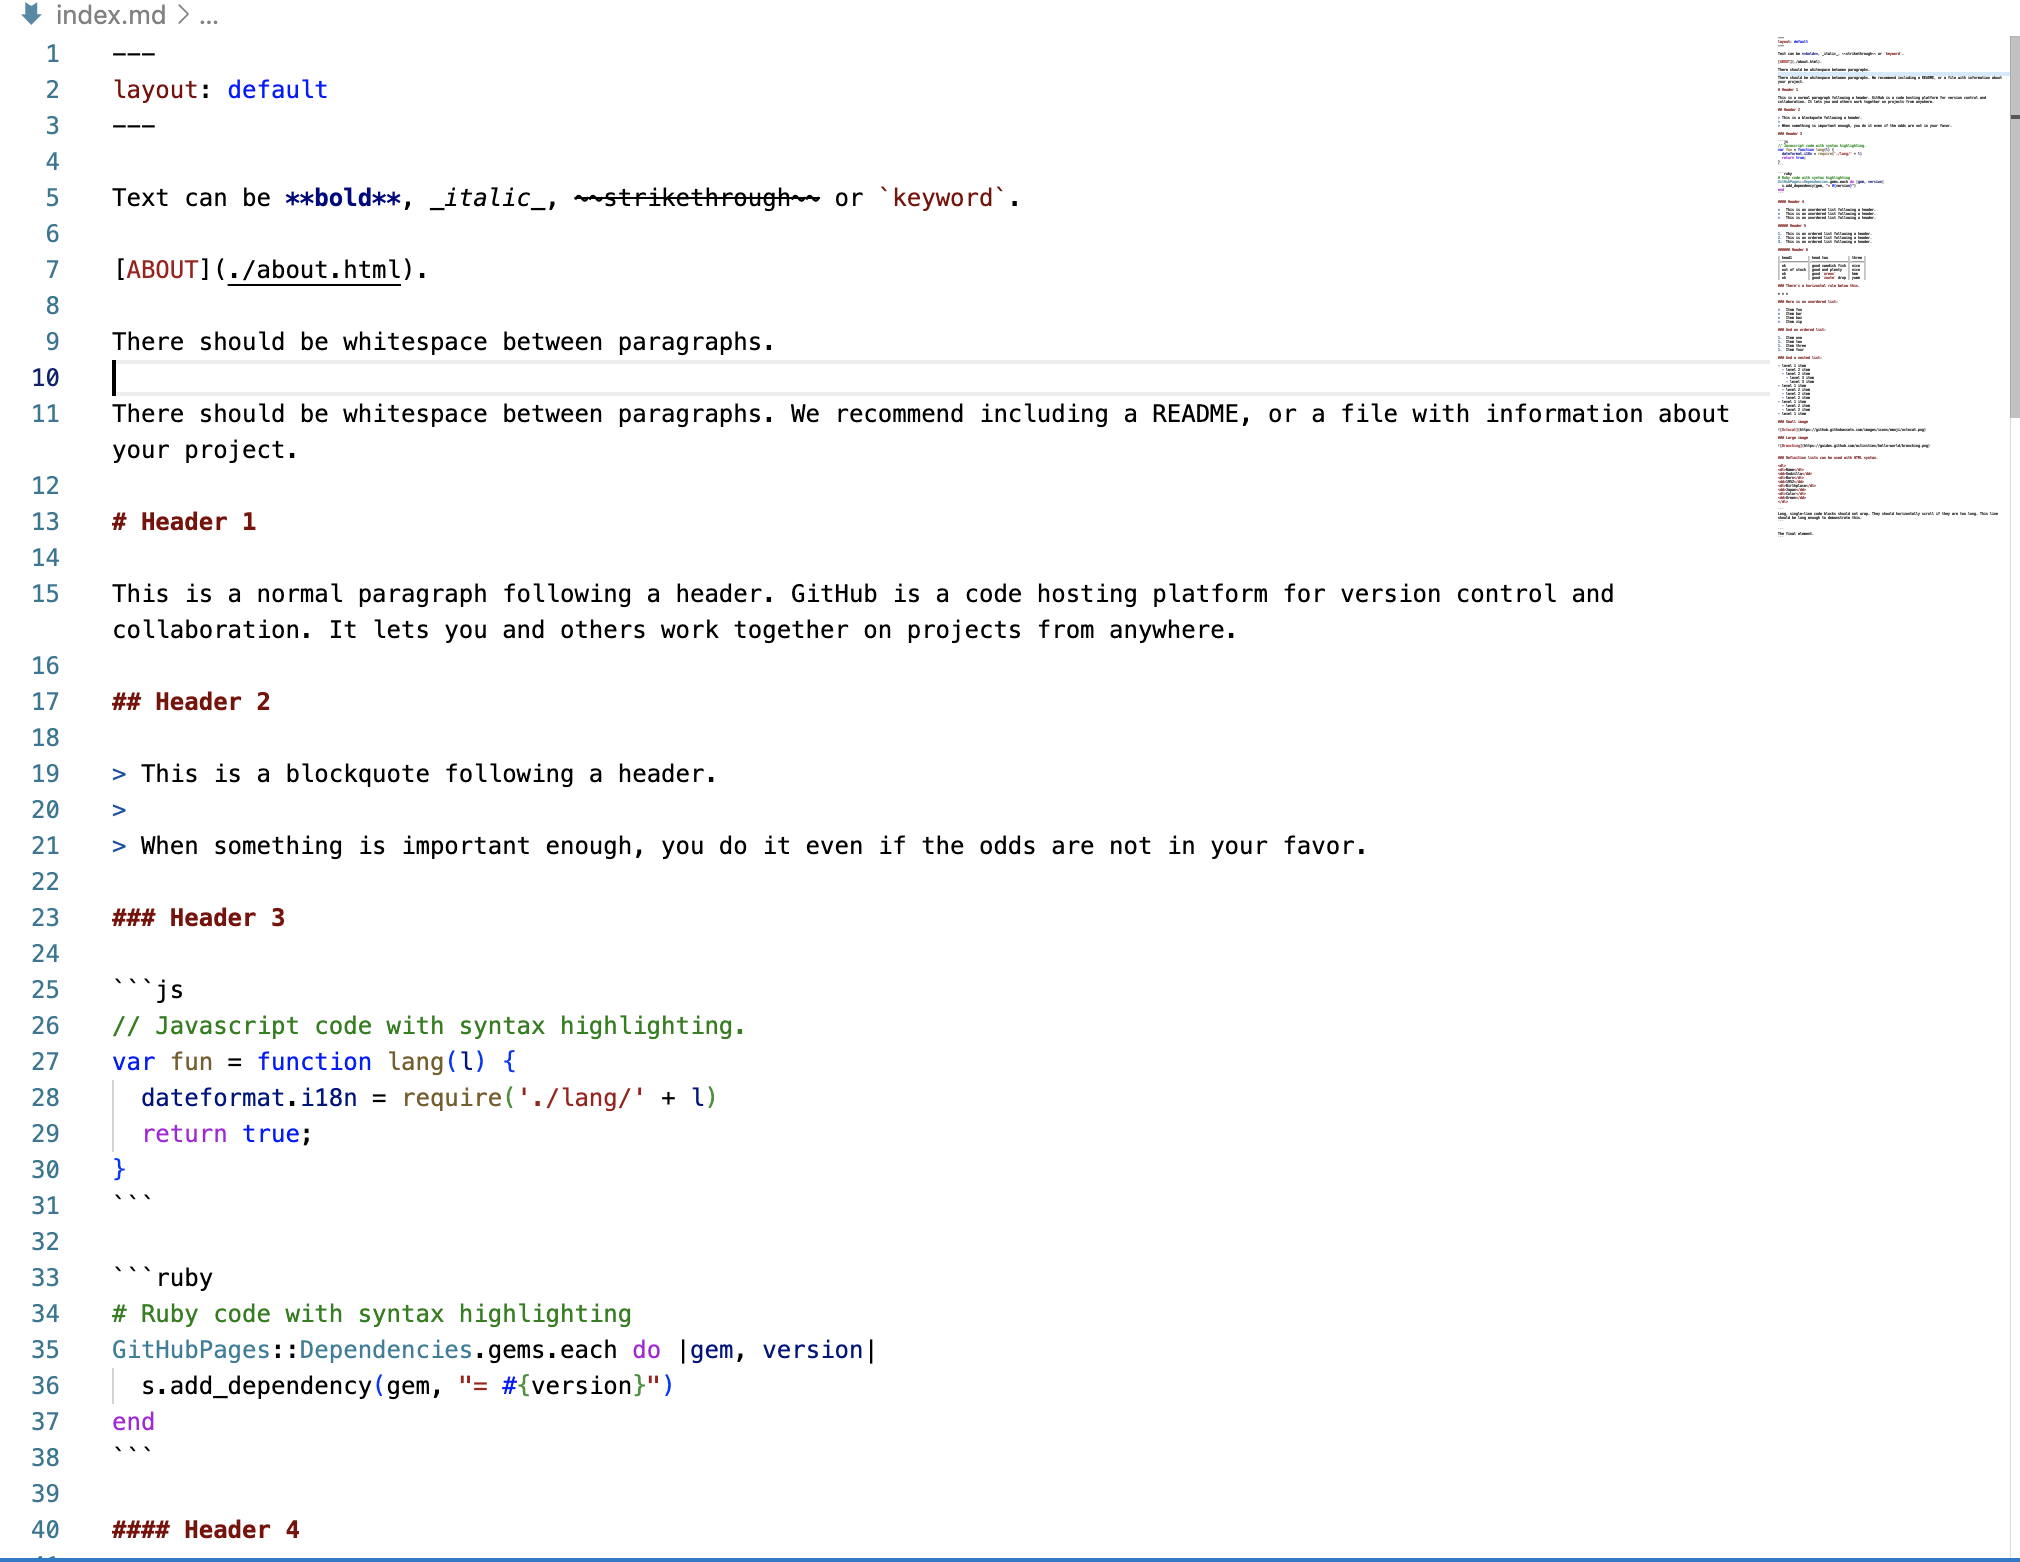 index.md > ...
1 ---
2 layout: default
3 ---
4
5 Text can be **bold**, _italic_, ~~strikethrough~~ or `keyword`.
6
7 [ABOUT](./about.html).
8
9 There should be whitespace between paragraphs.
10
11 There should be whitespace between paragraphs. We recommend including a README, or a file with information about
your project.
12
13 # Header 1
14
15 This is a normal paragraph following a header. GitHub is a code hosting platform for version control and
collaboration. It lets you and others work together on projects from anywhere.
16
17 ## Header 2
18
19 > This is a blockquote following a header.
20 >
21 > When something is important enough, you do it even if the odds are not in your favor.
22
23 ### Header 3
24
25 ```js
26 // Javascript code with syntax highlighting.
27 var fun = function lang(l) {
28   dateformat.i18n = require('./lang/' + l)
29   return true;
30 }
31 ```
32
33 ```ruby
34 # Ruby code with syntax highlighting
35 GitHubPages::Dependencies.gems.each do |gem, version|
36   s.add_dependency(gem, "= #{version}")
37 end
38 ```
39
40 #### Header 4